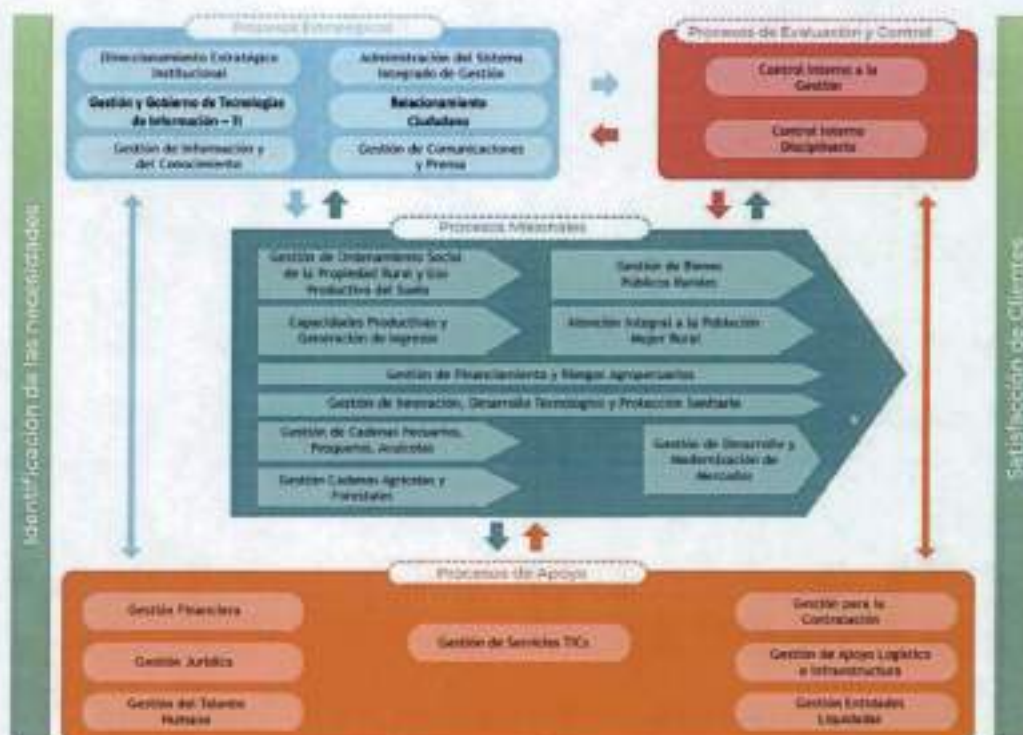 Procesos Estratégicos
Direccionamiento Estratégico
Institucional
Administración del Sistema
Integrado de Gestión
Gestión y Gobierno de Tecnologías
de Información – TI
Relacionamiento
Ciudadano
Gestión de Información y
del Conocimiento
Gestión de Comunicaciones
y Prensa
Procesos de Evaluación y Control
Control Interno a la
Gestión
Control Interno
Disciplinario
Identificación de las necesidades
Procesos Misionales
Gestión de Ordenamiento Social
de la Propiedad Rural y Uso
Productivo del Suelo
Gestión de Bienes
Públicos Rurales
Capacidades Productivas y
Generación de Ingresos
Atención Integral a la Población
Mujer Rural
Gestión de Financiamiento y Riesgos Agropecuarios
Gestión de Innovación, Desarrollo Tecnológico y Protección Sanitaria
Gestión de Cadenas Pecuarias,
Pesqueras, Acuícolas
Gestión de Desarrollo y
Modernización de
Mercados
Gestión Cadenas Agrícolas y
Forestales
Satisfacción de Clientes
Procesos de Apoyo
Gestión Financiera
Gestión Jurídica
Gestión del Talento
Humano
Gestión de Servicios TICs
Gestión para la
Contratación
Gestión de Apoyo Logístico
e Infraestructura
Gestión Entidades
Liquidadas